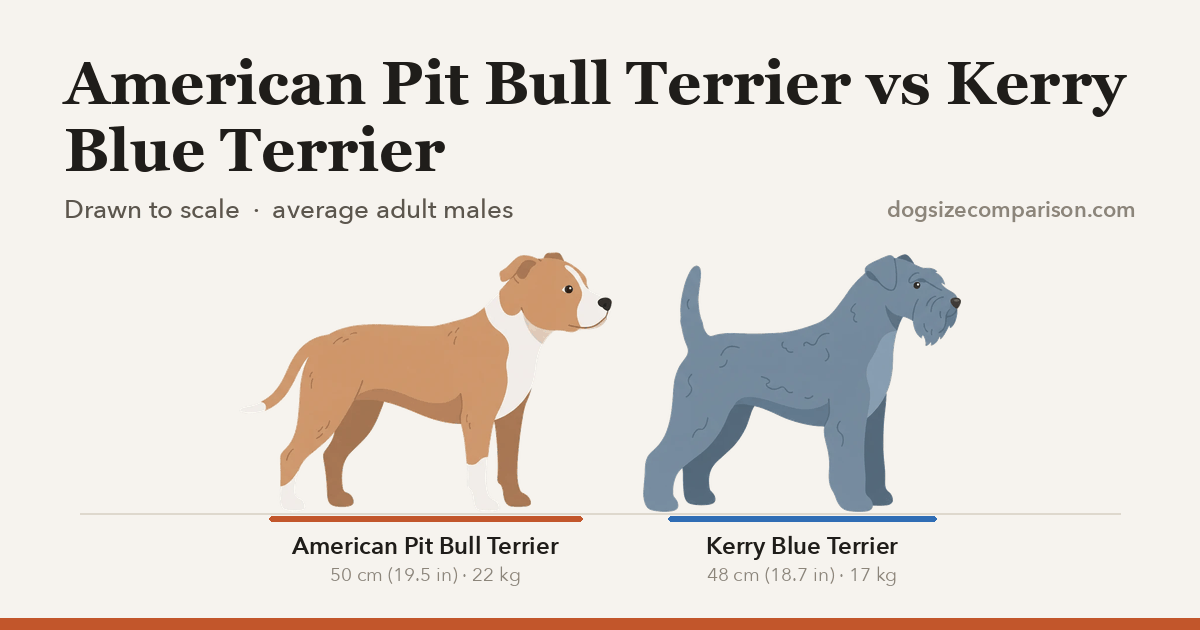 American Pit Bull Terrier vs Kerry
Blue Terrier
Drawn to scale · average adult males
dogsizecomparison.com
American Pit Bull Terrier
50 cm (19.5 in) · 22 kg
Kerry Blue Terrier
48 cm (18.7 in) · 17 kg